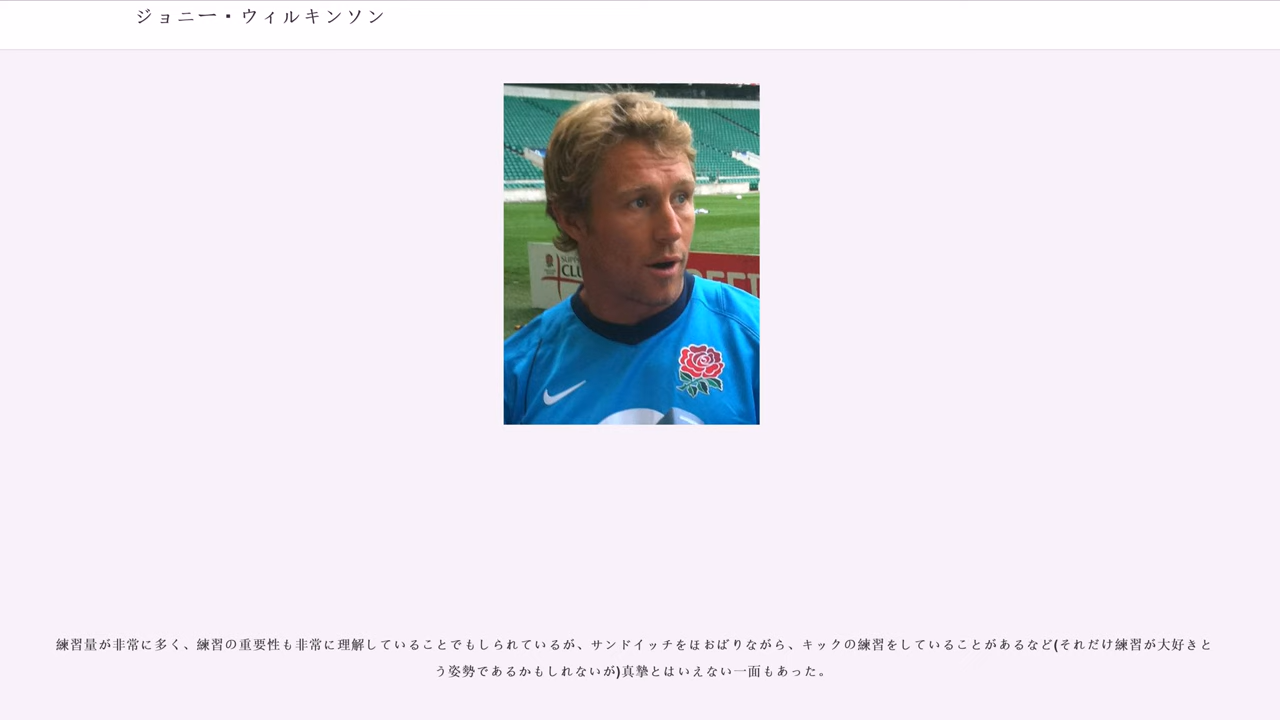 ジョニー・ウィルキンソン
CLU
練習量が非常に多く、練習の重要性も非常に理解していることでもしられているが、サンドイッチをほおばりながら、キックの練習をしていることがあるなど(それだけ練習が大好きと
う姿勢であるかもしれないが)真摯とはいえない一面もあった。